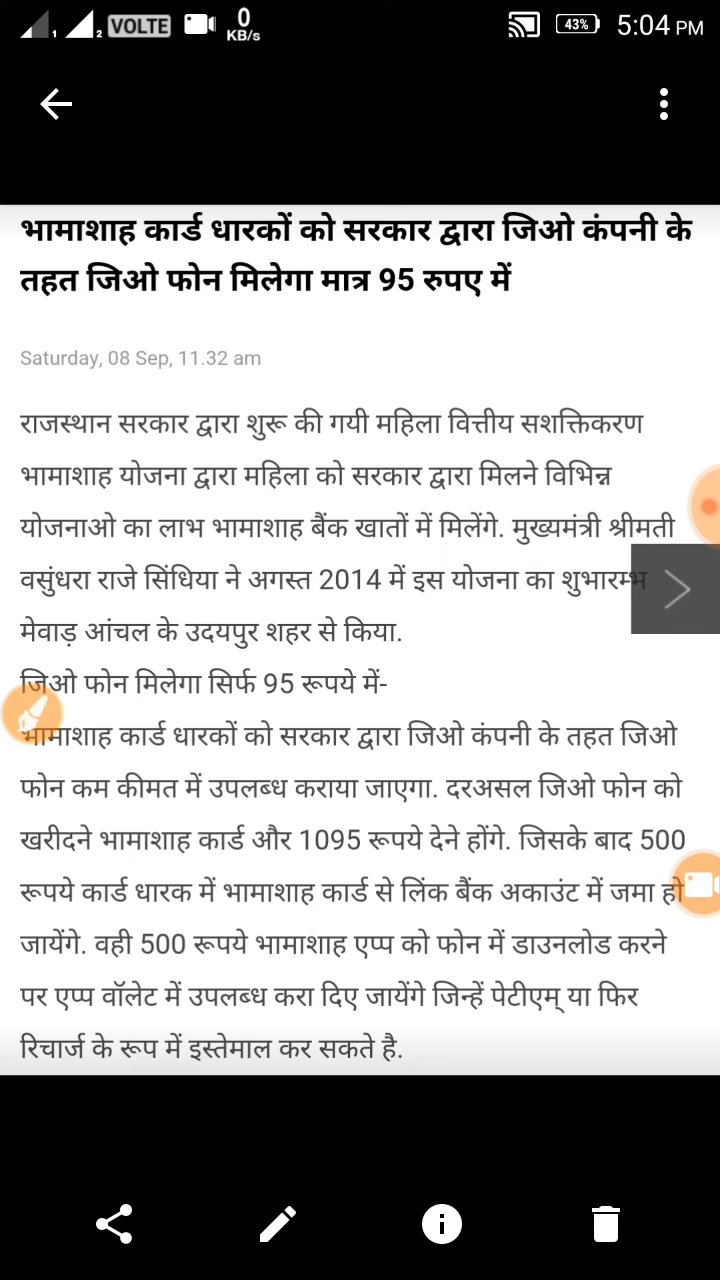 1 2 VOLTE 0 KB/s 43% 5:04 PM
भामाशाह कार्ड धारकों को सरकार द्वारा जिओ कंपनी के
तहत जिओ फोन मिलेगा मात्र 95 रुपए में
Saturday, 08 Sep, 11.32 am
राजस्थान सरकार द्वारा शुरू की गयी महिला वित्तीय सशक्तिकरण
भामाशाह योजना द्वारा महिला को सरकार द्वारा मिलने विभिन्न
योजनाओ का लाभ भामाशाह बैंक खातों में मिलेंगे. मुख्यमंत्री श्रीमती
वसुंधरा राजे सिंधिया ने अगस्त 2014 में इस योजना का शुभारम्भ
मेवाड़ आंचल के उदयपुर शहर से किया.
जिओ फोन मिलेगा सिर्फ 95 रूपये में-
भामाशाह कार्ड धारकों को सरकार द्वारा जिओ कंपनी के तहत जिओ
फोन कम कीमत में उपलब्ध कराया जाएगा. दरअसल जिओ फोन को
खरीदने भामाशाह कार्ड और 1095 रूपये देने होंगे. जिसके बाद 500
रूपये कार्ड धारक में भामाशाह कार्ड से लिंक बैंक अकाउंट में जमा हो
जायेंगे. वही 500 रूपये भामाशाह एप्प को फोन में डाउनलोड करने
पर एप्प वॉलेट में उपलब्ध करा दिए जायेंगे जिन्हें पेटीएम् या फिर
रिचार्ज के रूप में इस्तेमाल कर सकते है.